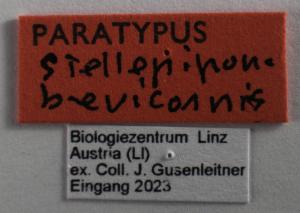 PARATYPUS
brevicornis
Biologiezentrum Linz
Austria (LI)
ex. Coll. J. Gusenleitner
Eingang 2023